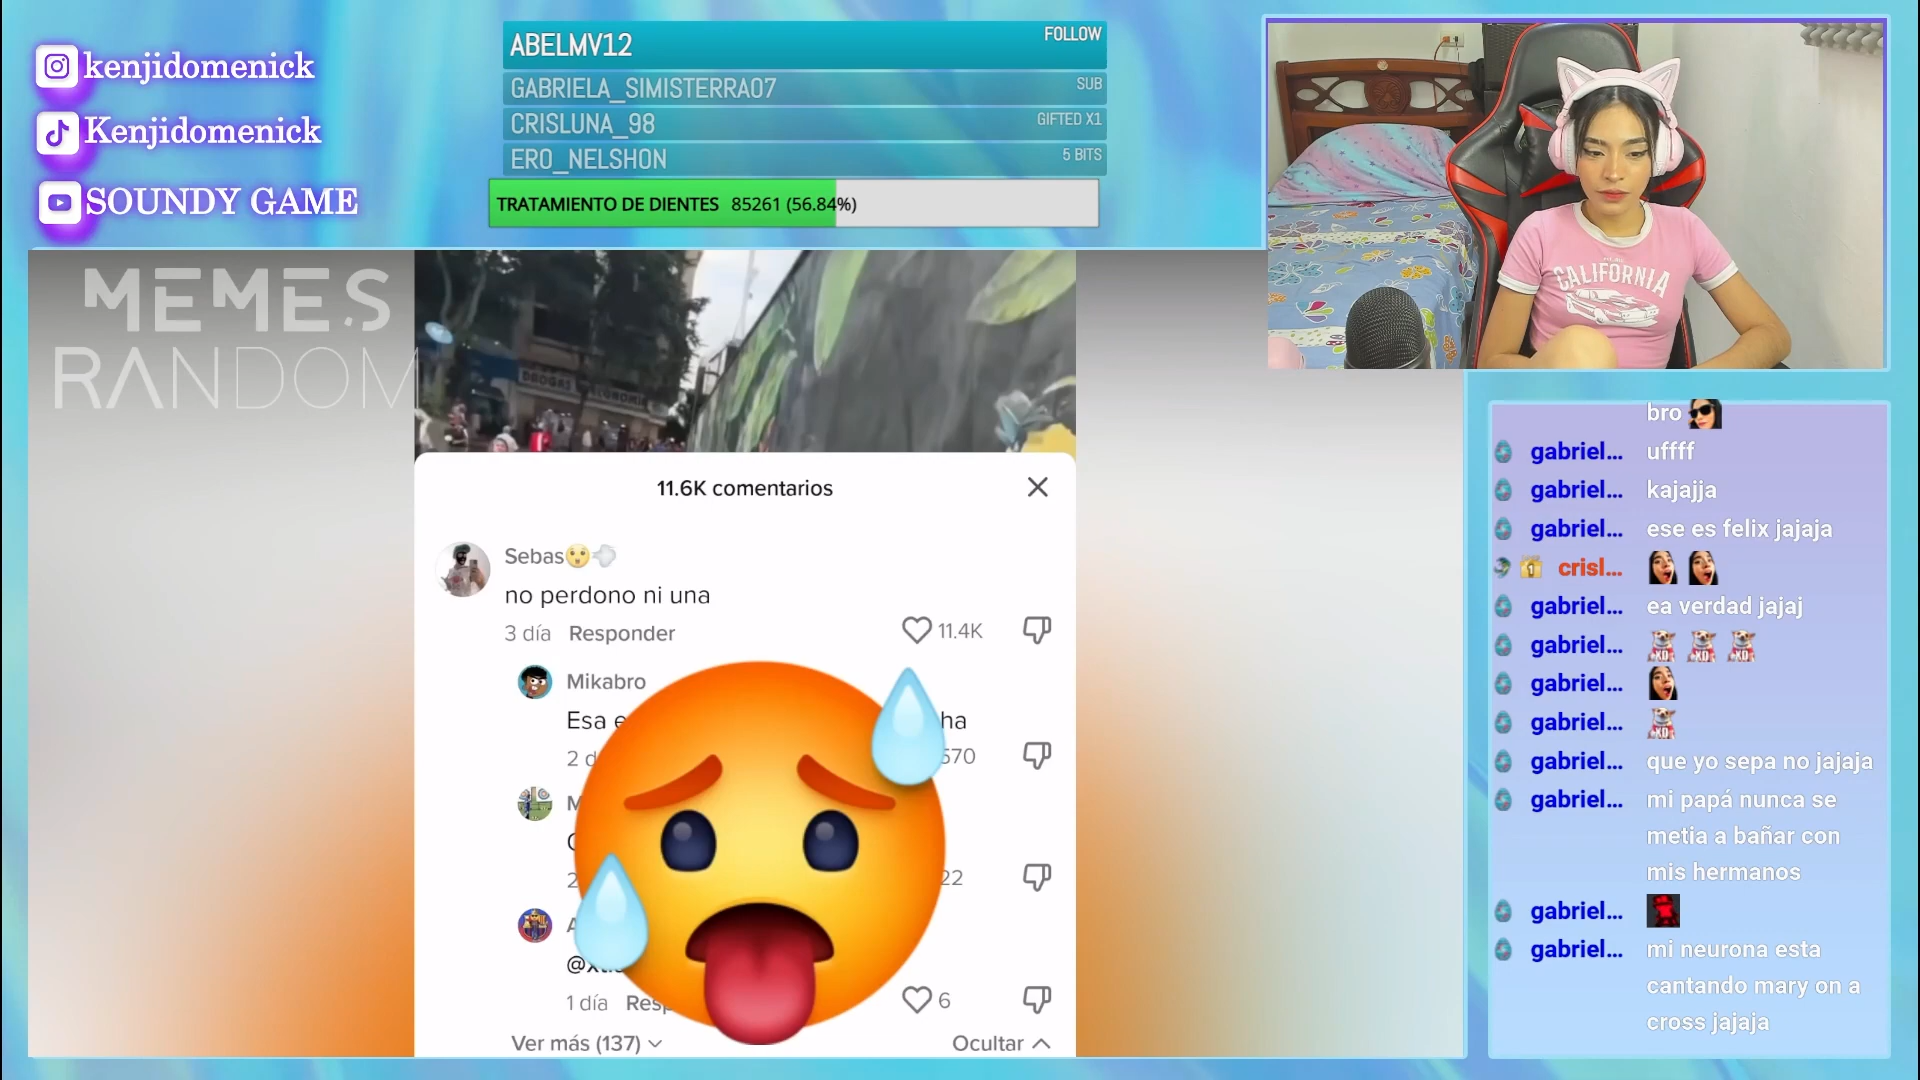 kenjidomenick
Kenjidomenick
SOUNDY GAME
ABELMV12 FOLLOW
GABRIELA_SIMISTERRA07 SUB
CRISLUNA_98 GIFTED X1
ERO_NELSHON 5 BITS
TRATAMIENTO DE DIENTES 85261 (56.84%)
MEMES
RANDOM
DROGAS
11.6K comentarios
Sebas
no perdono ni una
3 día Responder 11.4K
Mikabro
Esa
ha
570
22
1 día 6
Ver más (137) Ocultar
CALIFORNIA
bro
gabriel... uffff
gabriel... kajajja
gabriel... ese es felix jajaja
crisl...
gabriel... ea verdad jajaj
gabriel...
gabriel...
gabriel...
gabriel... que yo sepa no jajaja
gabriel... mi papá nunca se
metia a bañar con
mis hermanos
gabriel...
gabriel... mi neurona esta
cantando mary on a
cross jajaja